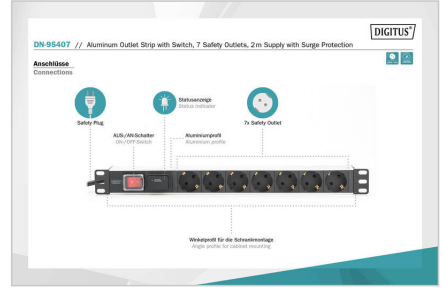 DIGITUS®
DN-95407 // Aluminum Outlet Strip with Switch, 7 Safety Outlets, 2 m Supply with Surge Protection
Anschlüsse
Connections
Safety Plug
Statusanzeige
Status Indicator
7x Safety Outlet
AUS-/AN-Schalter
ON-/OFF-Switch
Aluminiumprofil
Aluminium profile
Winkelprofil für die Schrankmontage
Angle profile for cabinet mounting